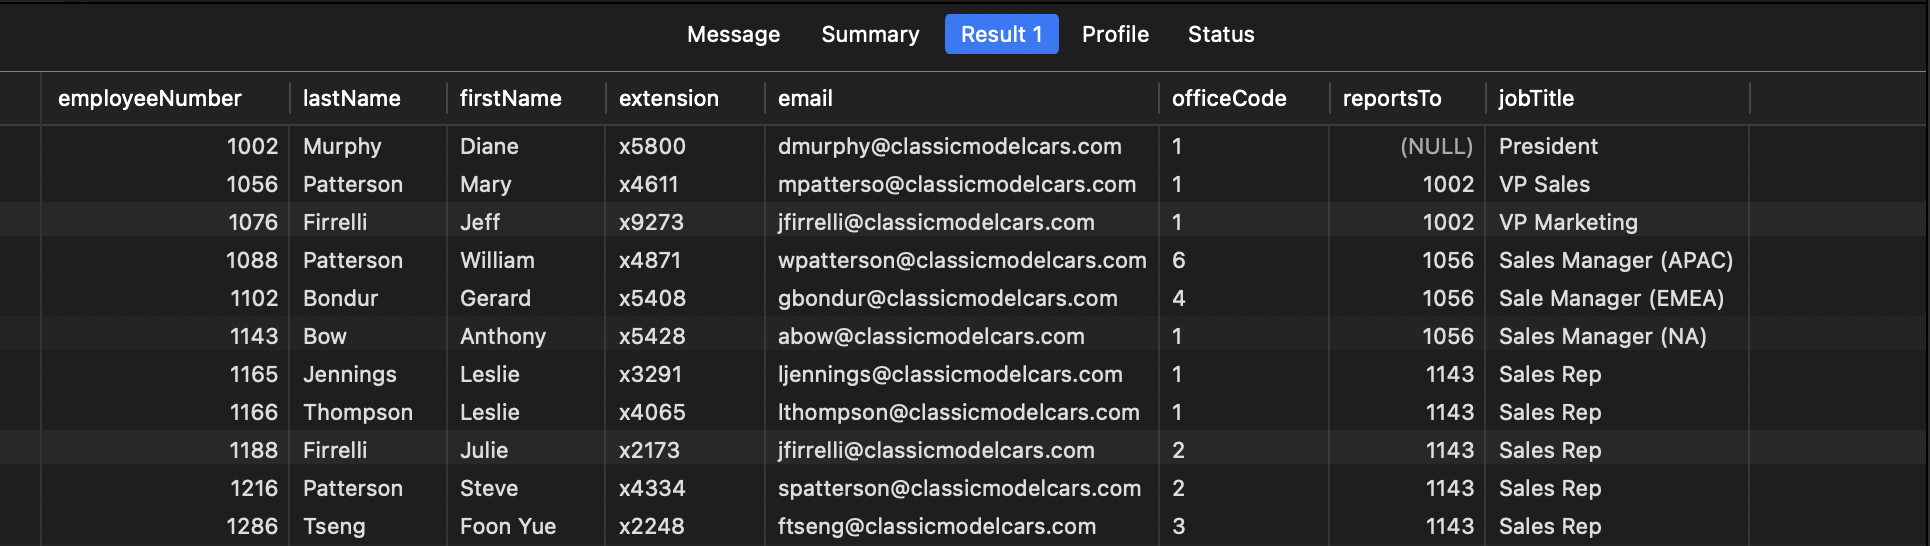 Message Summary Result 1 Profile Status
employeeNumber lastName firstName extension email officeCode reportsTo jobTitle
1002 Murphy Diane x5800 dmurphy@classicmodelcars.com 1 (NULL) President
1056 Patterson Mary x4611 mpatterso@classicmodelcars.com 1 1002 VP Sales
1076 Firrelli Jeff x9273 jfirrelli@classicmodelcars.com 1 1002 VP Marketing
1088 Patterson William x4871 wpatterson@classicmodelcars.com 6 1056 Sales Manager (APAC)
1102 Bondur Gerard x5408 gbondur@classicmodelcars.com 4 1056 Sale Manager (EMEA)
1143 Bow Anthony x5428 abow@classicmodelcars.com 1 1056 Sales Manager (NA)
1165 Jennings Leslie x3291 ljennings@classicmodelcars.com 1 1143 Sales Rep
1166 Thompson Leslie x4065 lthompson@classicmodelcars.com 1 1143 Sales Rep
1188 Firrelli Julie x2173 jfirrelli@classicmodelcars.com 2 1143 Sales Rep
1216 Patterson Steve x4334 spatterson@classicmodelcars.com 2 1143 Sales Rep
1286 Tseng Foon Yue x2248 ftseng@classicmodelcars.com 3 1143 Sales Rep